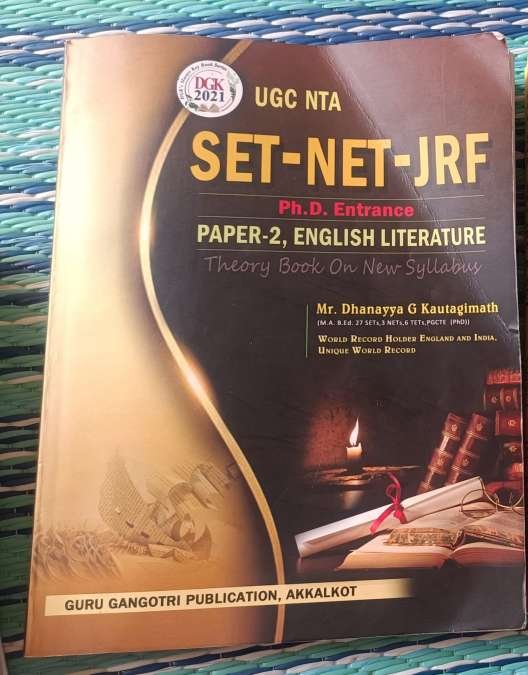 DGK
2021
UGC NTA
SET-NET-JRF
Ph.D. Entrance
PAPER-2, ENGLISH LITERATURE
Theory Book On New Syllabus
Mr. Dhanayya G Kautagimath
(M.A. B.Ed. 27 SETs,3 NETs,6 TETs,PGCTE (PhD))
WORLD RECORD HOLDER ENGLAND AND INDIA.
UNIQUE WORLD RECORD
GURU GANGOTRI PUBLICATION, AKKALKOT